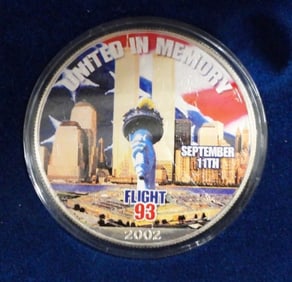 UNITED IN MEMORY
SEPTEMBER
11TH
FLIGHT
93
2002